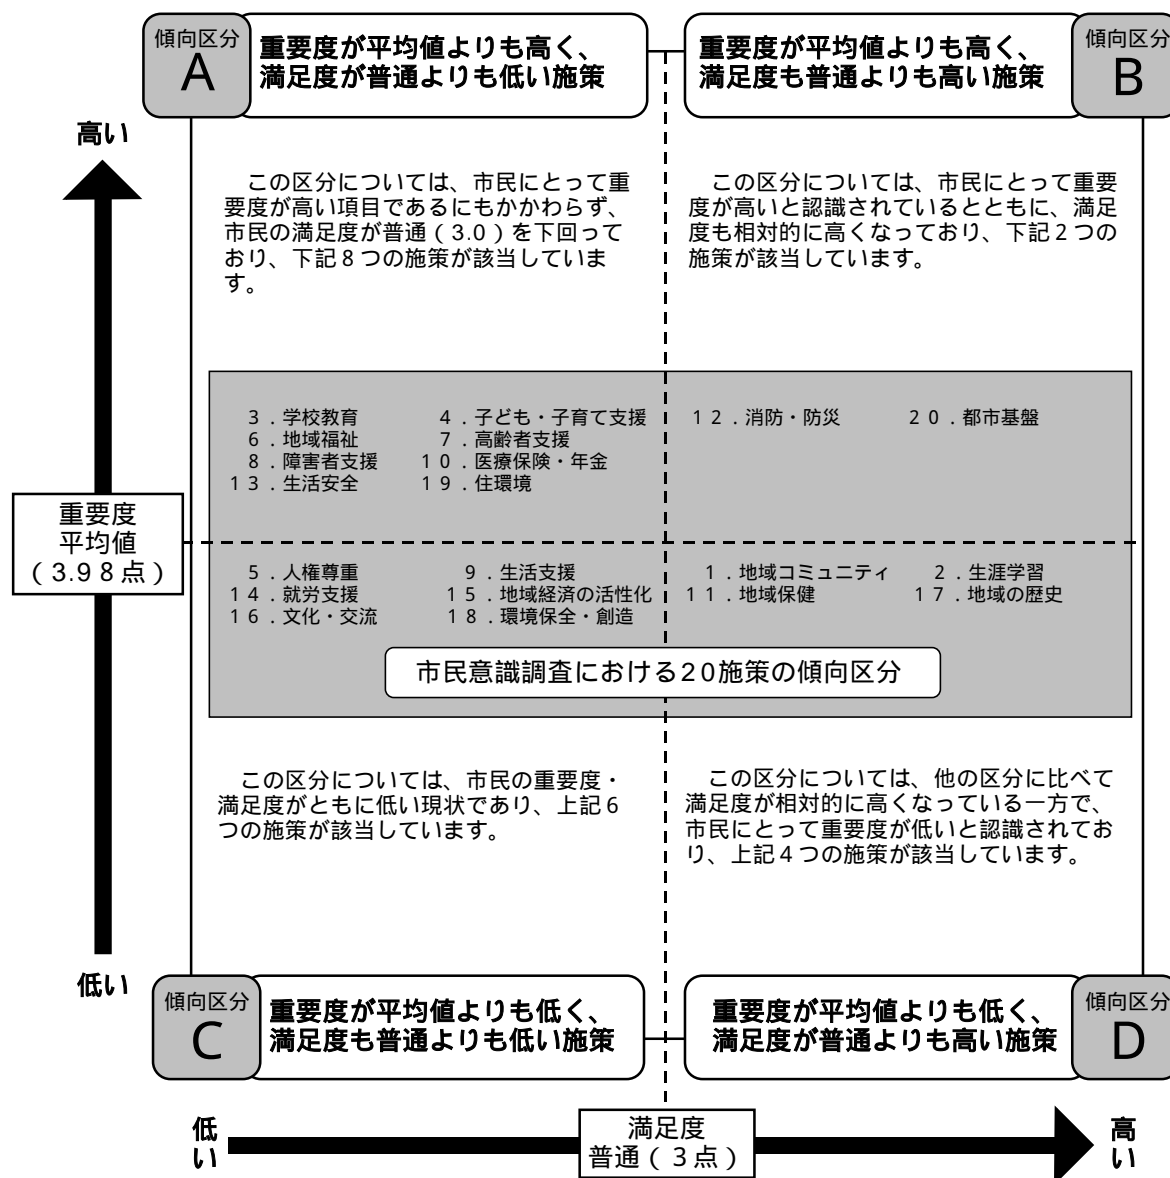 傾向区分
A
重要度が平均値よりも高く、
満足度が普通よりも低い施策
重要度が平均値よりも高く、
満足度も普通よりも高い施策
傾向区分
B
高い
この区分については、市民にとって重
要度が高い項目であるにもかかわらず、
市民の満足度が普通（3.0）を下回って
おり、下記８つの施策が該当していま
す。
この区分については、市民にとって重要
度が高いと認識されているとともに、満足
度も相対的に高くなっており、下記２つの
施策が該当しています。
３．学校教育　４．子ども・子育て支援
６．地域福祉　７．高齢者支援
８．障害者支援　１０．医療保険・年金
１３．生活安全　１９．住環境
１２．消防・防災　２０．都市基盤
重要度
平均値
（3.98点）
５．人権尊重　９．生活支援
１４．就労支援　１５．地域経済の活性化
１６．文化・交流　１８．環境保全・創造
１．地域コミュニティ　２．生涯学習
１１．地域保健　１７．地域の歴史
市民意識調査における20施策の傾向区分
この区分については、市民の重要度・
満足度がともに低い現状であり、上記６
つの施策が該当しています。
この区分については、他の区分に比べて
満足度が相対的に高くなっている一方で、
市民にとって重要度が低いと認識されてお
り、上記４つの施策が該当しています。
低い
傾向区分
C
重要度が平均値よりも低く、
満足度も普通よりも低い施策
重要度が平均値よりも低く、
満足度が普通よりも高い施策
傾向区分
D
低い
満足度
普通（３点）
高い